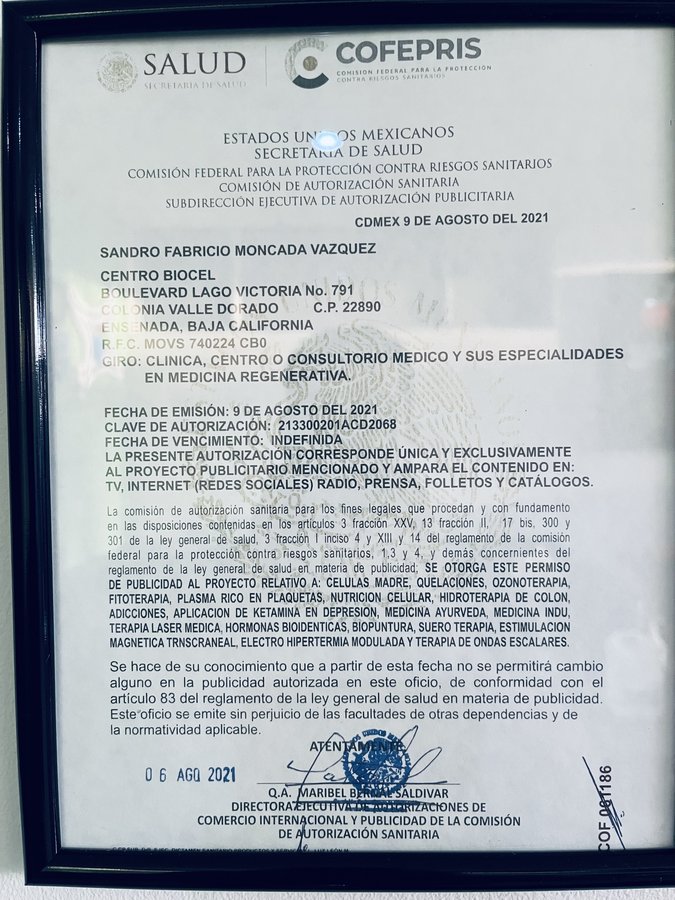 SALUD
SECRETARÍA DE SALUD
COFEPRIS
COMISIÓN FEDERAL PARA LA PROTECCIÓN
CONTRA RIESGOS SANITARIOS
ESTADOS UNIDOS MEXICANOS
SECRETARIA DE SALUD
COMISIÓN FEDERAL PARA LA PROTECCIÓN CONTRA RIESGOS SANITARIOS
COMISIÓN DE AUTORIZACIÓN SANITARIA
SUBDIRECCIÓN EJECUTIVA DE AUTORIZACIÓN PUBLICITARIA
CDMEX 9 DE AGOSTO DEL 2021
SANDRO FABRICIO MONCADA VAZQUEZ
CENTRO BIOCEL
BOULEVARD LAGO VICTORIA No. 791
COLONIA VALLE DORADO C.P. 22890
ENSENADA, BAJA CALIFORNIA
R.F.C. MOVS 740224 CB0
GIRO: CLINICA, CENTRO O CONSULTORIO MEDICO Y SUS ESPECIALIDADES
EN MEDICINA REGENERATIVA.
FECHA DE EMISIÓN: 9 DE AGOSTO DEL 2021
CLAVE DE AUTORIZACIÓN: 213300201ACD2068
FECHA DE VENCIMIENTO: INDEFINIDA
LA PRESENTE AUTORIZACIÓN CORRESPONDE ÚNICA Y EXCLUSIVAMENTE
AL PROYECTO PUBLICITARIO MENCIONADO Y AMPARA EL CONTENIDO EN:
TV, INTERNET (REDES SOCIALES) RADIO, PRENSA, FOLLETOS Y CATÁLOGOS.
La comisión de autorización sanitaria para los fines legales que procedan y con fundamento
en las disposiciones contenidas en los artículos 3 fracción XXV, 13 fracción II, 17 bis, 300 y
301 de la ley general de salud, 3 fracción I inciso 4 y XIII y 14 del reglamento de la comisión
federal para la protección contra riesgos sanitarios, 1,3 y 4, y demás concernientes del
reglamento de la ley general de salud en materia de publicidad; SE OTORGA ESTE PERMISO
DE PUBLICIDAD AL PROYECTO RELATIVO A: CELULAS MADRE, QUELACIONES, OZONOTERAPIA,
FITOTERAPIA, PLASMA RICO EN PLAQUETAS, NUTRICION CELULAR, HIDROTERAPIA DE COLON,
ADICCIONES, APLICACION DE KETAMINA EN DEPRESIÓN, MEDICINA AYURVEDA, MEDICINA INDU,
TERAPIA LASER MEDICA, HORMONAS BIOIDENTICAS, BIOPUNTURA, SUERO TERAPIA, ESTIMULACION
MAGNETICA TRNSCRANEAL, ELECTRO HIPERTERMIA MODULADA Y TERAPIA DE ONDAS ESCALARES.
Se hace de su conocimiento que a partir de esta fecha no se permitirá cambio
alguno en la publicidad autorizada en este oficio, de conformidad con el
artículo 83 del reglamento de la ley general de salud en materia de publicidad.
Este oficio se emite sin perjuicio de las facultades de otras dependencias y de
la normatividad aplicable.
ATENTAMENTE
06 AGO 2021
Q.A. MARIBEL BERNAL SALDIVAR
DIRECTORA EJECUTIVA DE AUTORIZACIONES DE
COMERCIO INTERNACIONAL Y PUBLICIDAD DE LA COMISIÓN
DE AUTORIZACIÓN SANITARIA
COF 001186